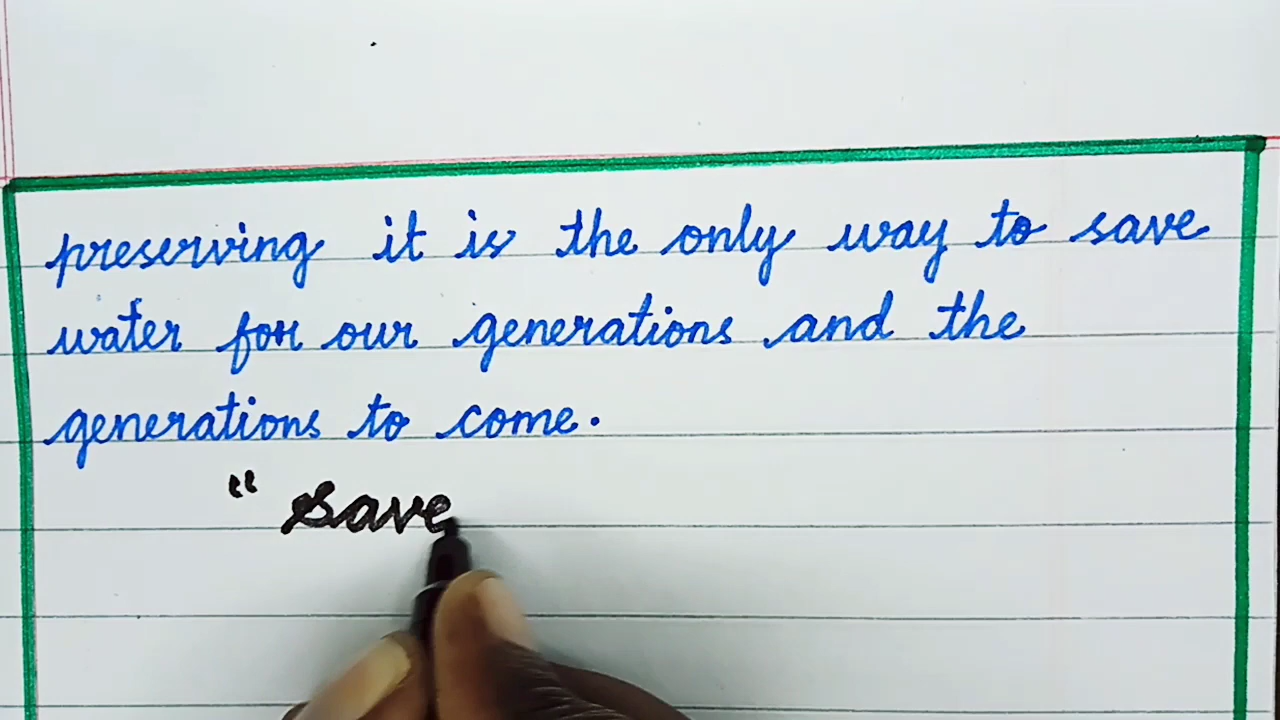 preserving it is the only way to save
water for our generations and the
generations to come.
“ Save